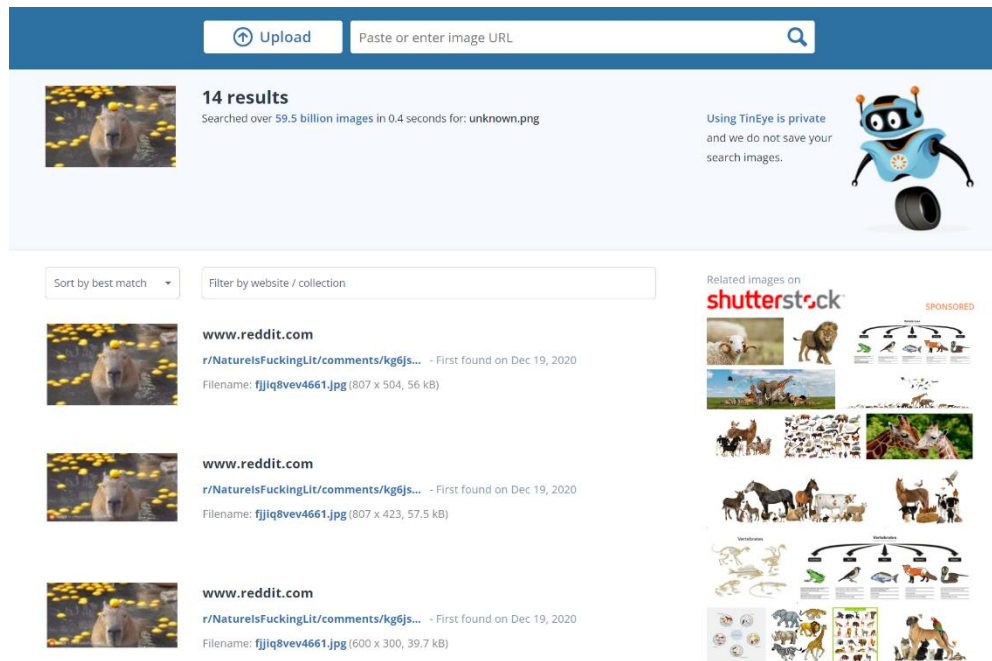 Upload
Paste or enter image URL
14 results
Searched over 59.5 billion images in 0.4 seconds for: unknown.png
Using TinEye is private
and we do not save your
search images.
Sort by best match
Filter by website / collection
Related images on
shutterstock
SPONSORED
www.reddit.com
r/NatureIsFuckingLit/comments/kg6js... - First found on Dec 19, 2020
Filename: fjjiq8vev4661.jpg (807 x 504, 56 kB)
www.reddit.com
r/NatureIsFuckingLit/comments/kg6js... - First found on Dec 19, 2020
Filename: fjjiq8vev4661.jpg (807 x 423, 57.5 kB)
Vertebrates
Vertebrates
www.reddit.com
r/NatureIsFuckingLit/comments/kg6js... - First found on Dec 19, 2020
Filename: fjjiq8vev4661.jpg (600 x 300, 39.7 kB)